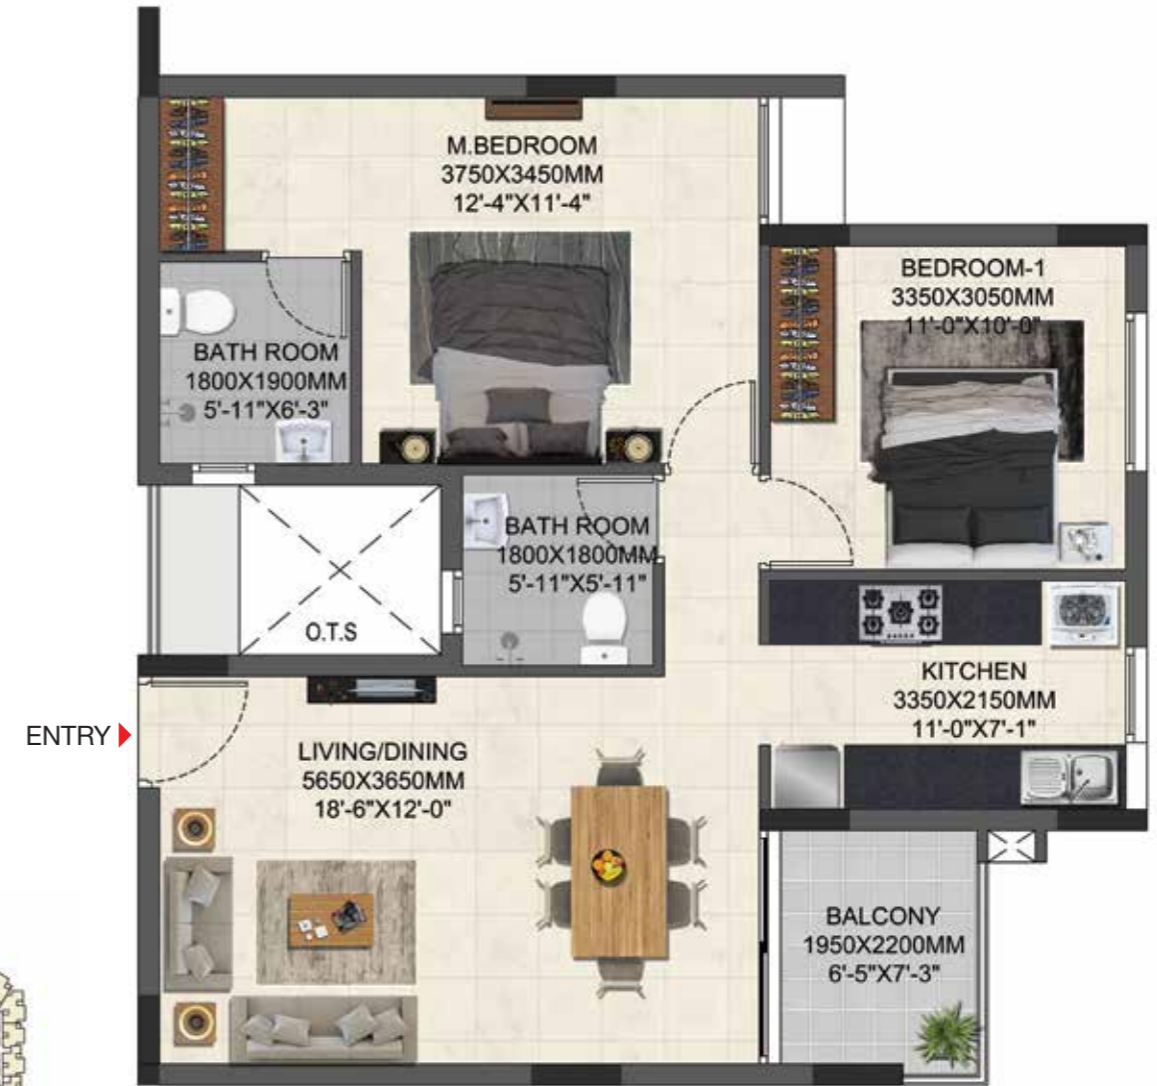 M.BEDROOM
3750X3450MM
12'-4"X11'-4"
BEDROOM-1
3350X3050MM
11'-0"X10'-0"
BATH ROOM
1800X1900MM
5'-11"X6'-3"
BATH ROOM
1800X1800MM
5'-11"X5'-11"
O.T.S
KITCHEN
3350X2150MM
11'-0"X7'-1"
ENTRY
LIVING/DINING
5650X3650MM
18'-6"X12'-0"
BALCONY
1950X2200MM
6'-5"X7'-3"